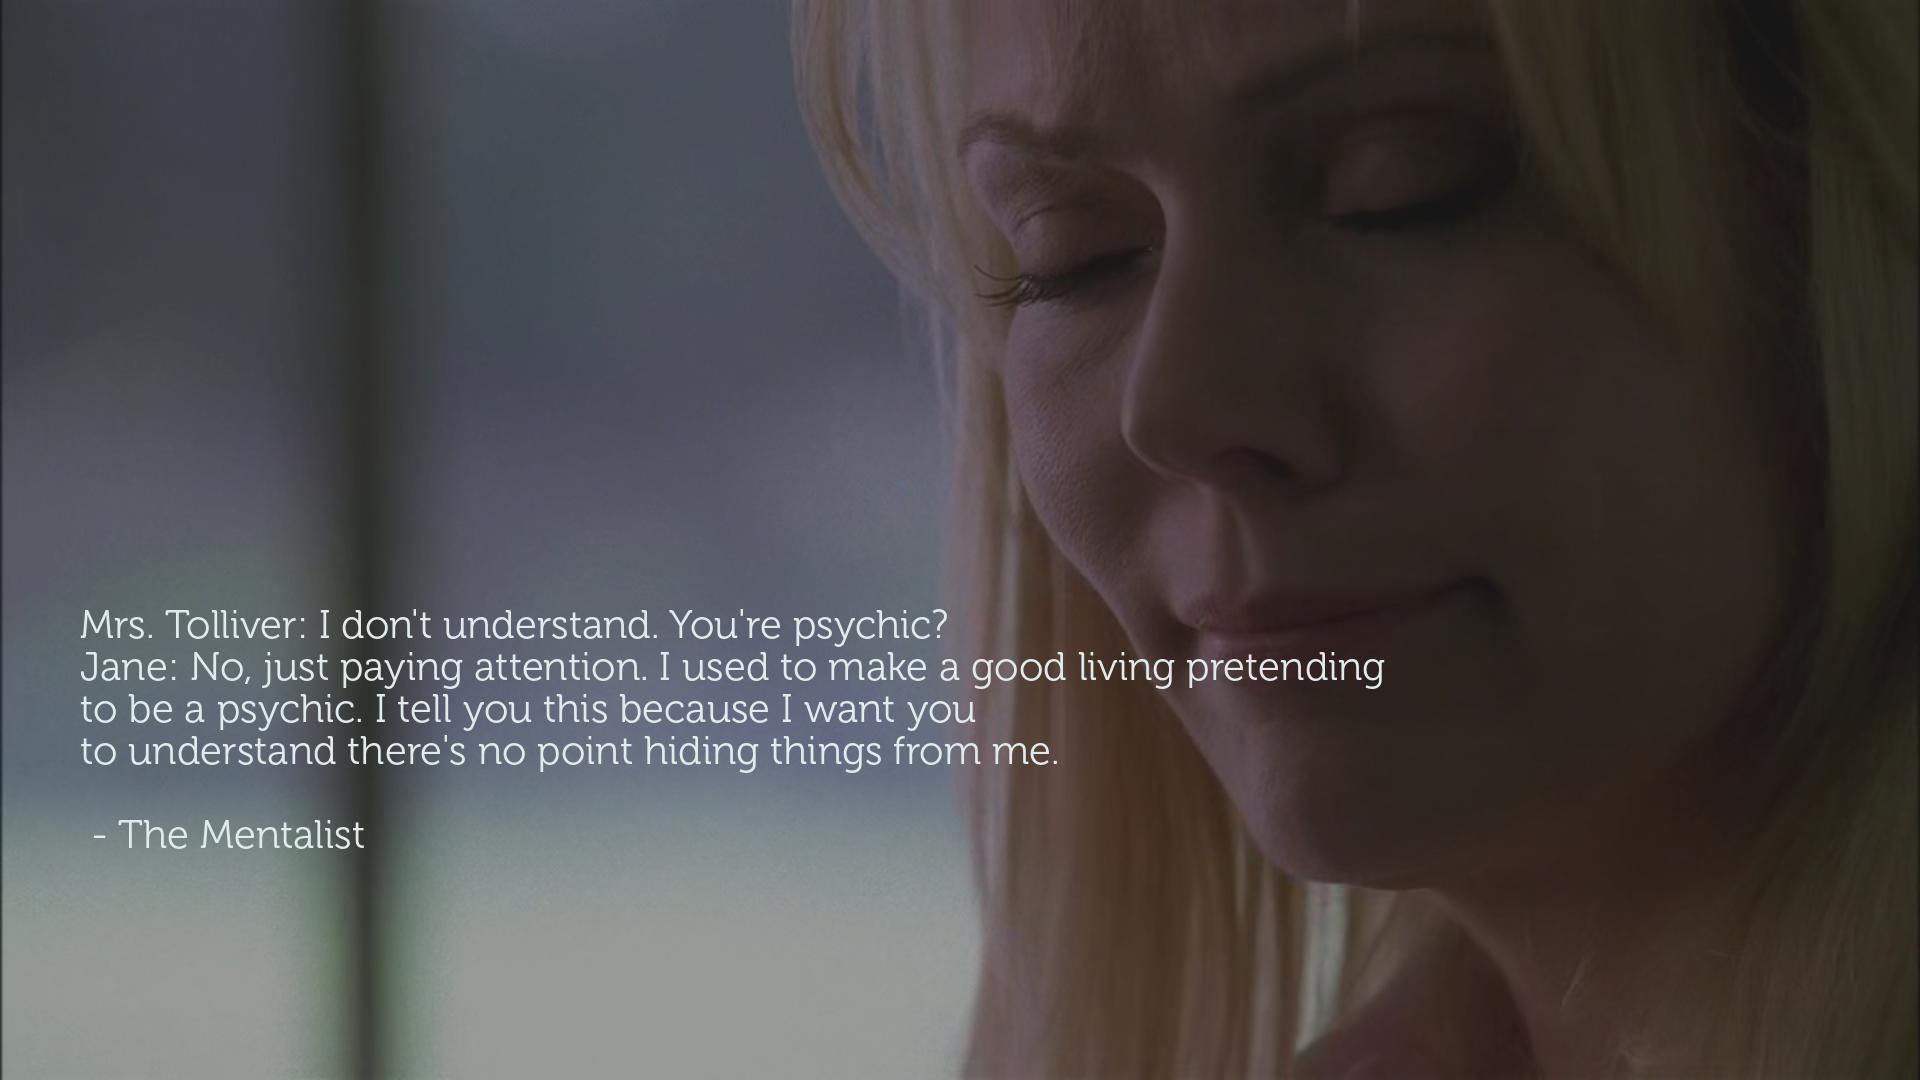 Mrs. Tolliver: I don't understand. You're psychic?
Jane: No, just paying attention. I used to make a good living pretending
to be a psychic. I tell you this because I want you
to understand there's no point hiding things from me.
- The Mentalist